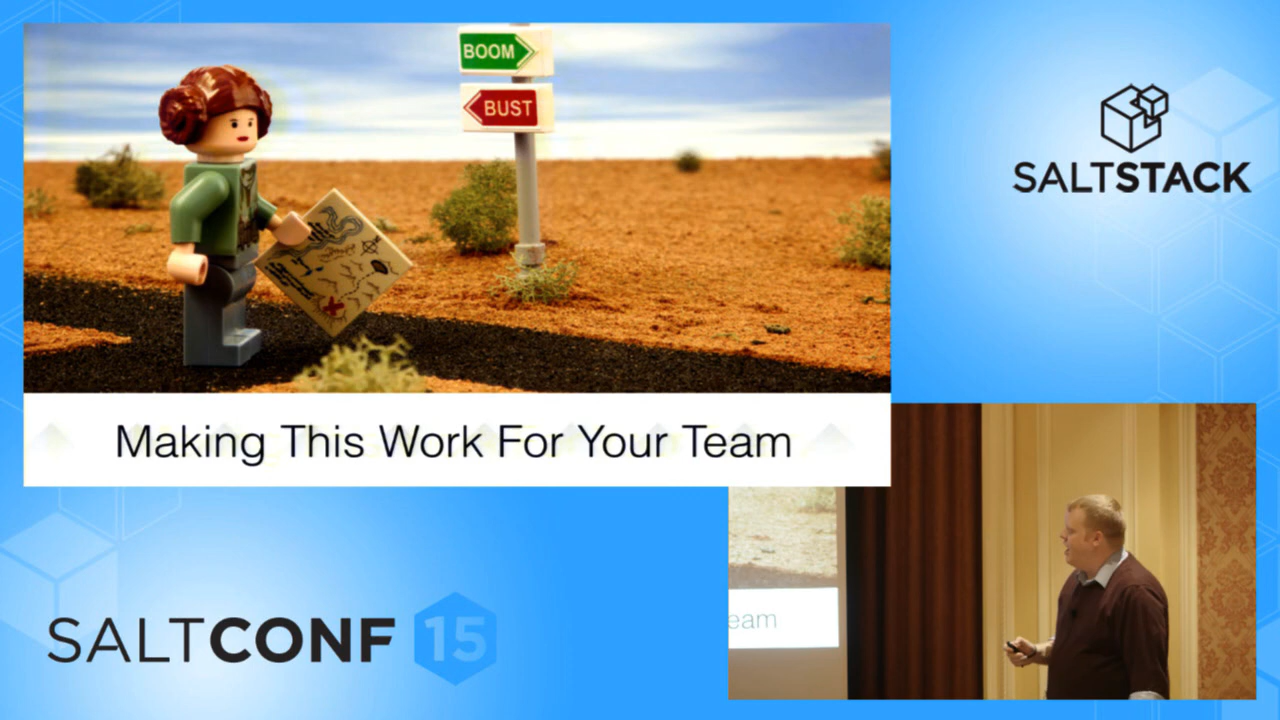 BOOM
BUST
SALTSTACK
Making This Work For Your Team
eam
SALTCONF 15